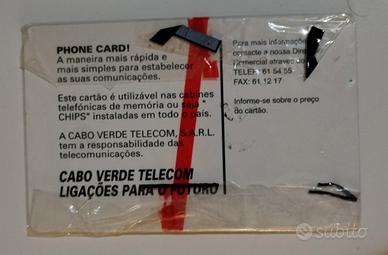 PHONE CARD!
A maneira mais rápida e
mais simples para estabelecer
as suas comunicações.
Este cartão é utilizável nas cabines
telefónicas de memória ou seja "
CHIPS" instaladas em todo o país.
A CABO VERDE TELECOM, S.A.R.L.
tem a responsabilidade das
telecomunicações.
CABO VERDE TELECOM
LIGAÇÕES PARA O FUTURO
Para mais informações
contacte a nossa
Comercial através do
TELEF: 61 54 55
FAX: 61 12 17
Informe-se sobre o preço
do cartão.
subito